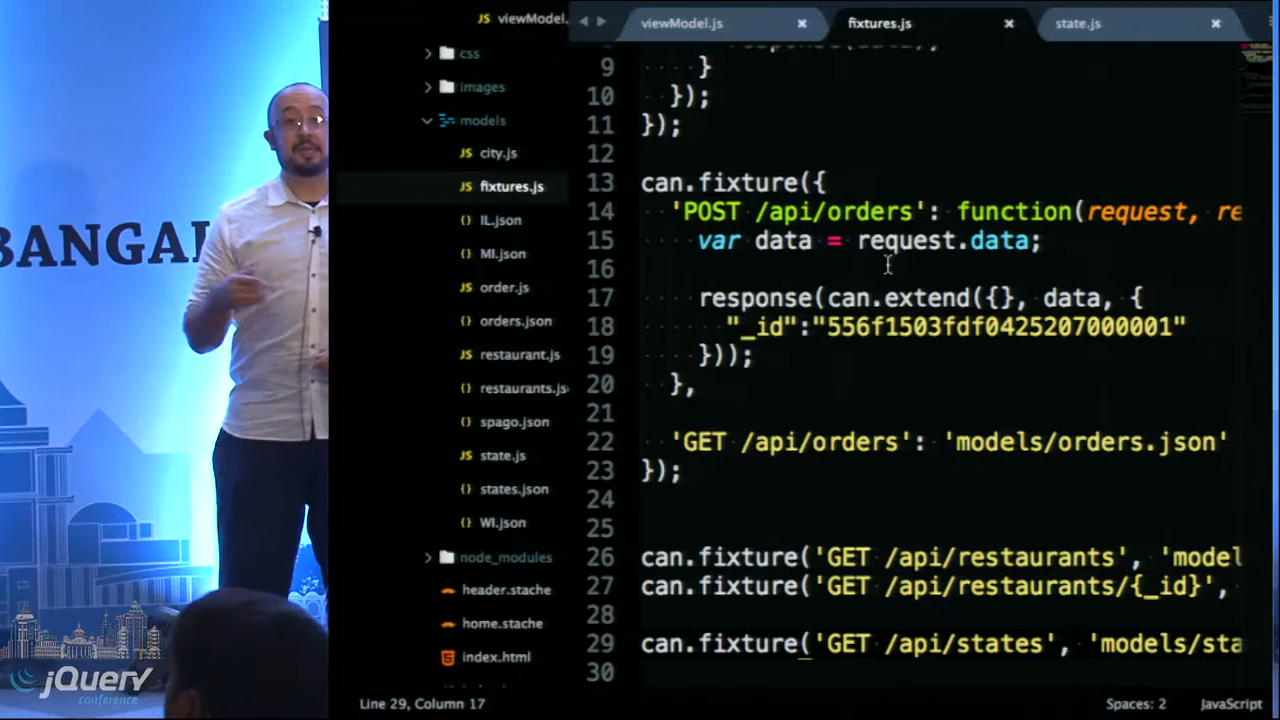 BANGAL
jQuery
conference
viewModel.
css
images
models
city.js
fixtures.js
IL.json
MI.json
order.js
orders.json
restaurant.js
restaurants.js
spago.json
state.js
states.json
WI.json
node_modules
header.stache
home.stache
index.html
viewModel.js
fixtures.js
state.js
9 }
10 });
11 });
12
13 can.fixture({
14 'POST /api/orders': function(request, re
15 var data = request.data;
16
17 response(can.extend({}, data, {
18 "_id":"556f1503fdf0425207000001"
19 }));
20 },
21
22 'GET /api/orders': 'models/orders.json'
23 });
24
25
26 can.fixture('GET /api/restaurants', 'model
27 can.fixture('GET /api/restaurants/{_id}',
28
29 can.fixture('GET /api/states', 'models/sta
30
Line 29, Column 17
Spaces: 2
JavaScript